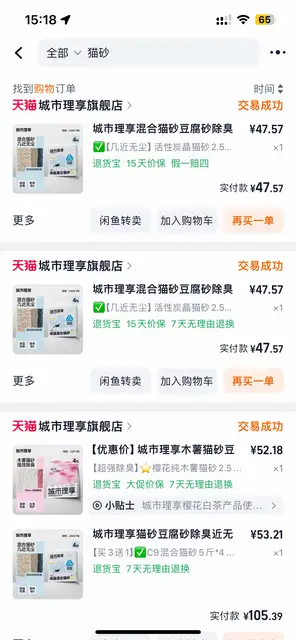 15:18
65
全部
猫砂
找到购物订单
时间
天猫 城市理享旗舰店
交易成功
城市理享混合猫砂豆腐砂除臭
¥47.57
✅【几近无尘】活性炭晶猫砂2.5...
×1
退货宝 15天价保 假一赔四
实付款 ¥47.57
更多
闲鱼转卖
加入购物车
再买一单
天猫 城市理享旗舰店
交易成功
城市理享混合猫砂豆腐砂除臭
¥47.57
✅【几近无尘】活性炭晶猫砂2.5...
×1
退货宝 15天价保 7天无理由退换
实付款 ¥47.57
更多
闲鱼转卖
加入购物车
再买一单
天猫 城市理享旗舰店
交易成功
【优惠价】城市理享木薯猫砂豆
¥52.18
【超强除臭】⭐樱花纯木薯猫砂2.5...
×1
退货宝 大促价保 7天无理由退换
小贴士 城市理享樱花白茶产品使...
城市理享猫砂豆腐砂除臭近无
¥53.21
【买3送1】✅C9混合猫砂5斤*4 ...
×1
退货宝 7天无理由退换
实付款 ¥105.39